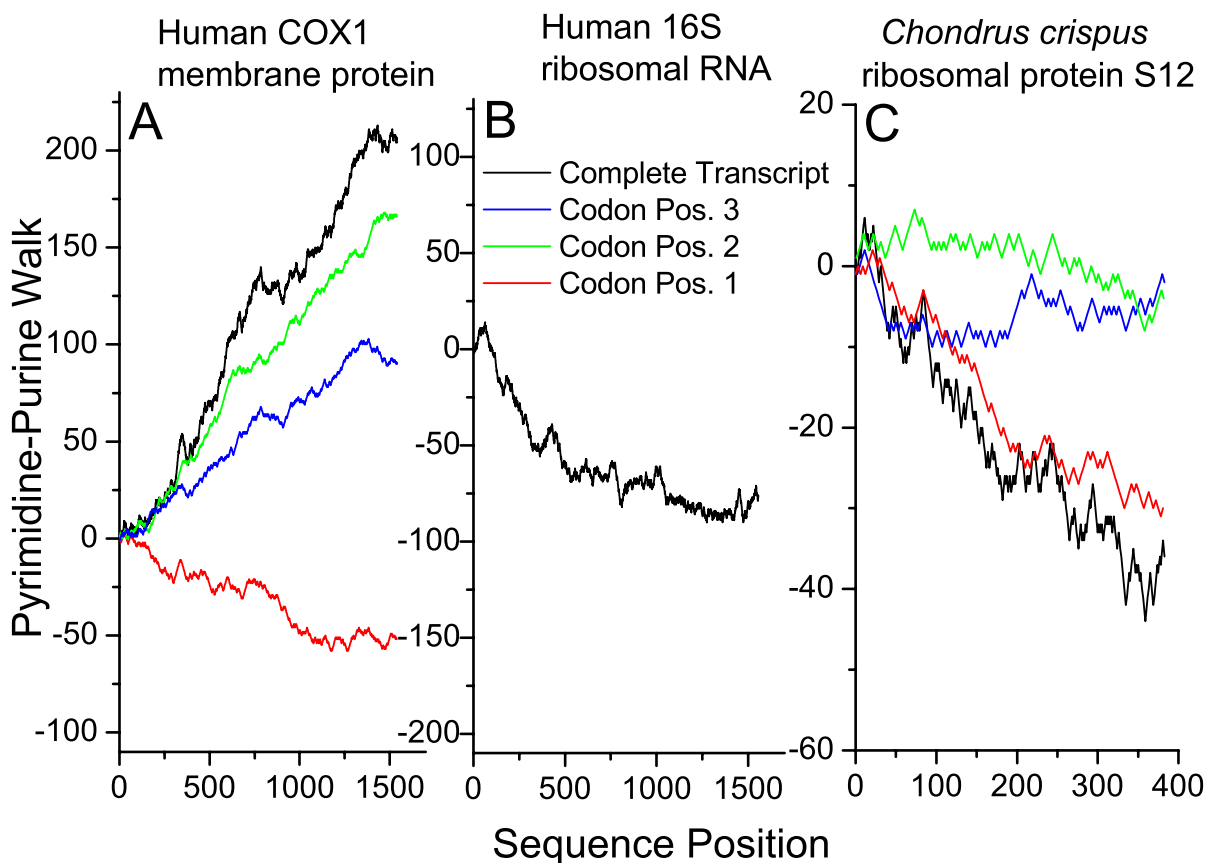 Human COX1
membrane protein
Human 16S
ribosomal RNA
Chondrus crispus
ribosomal protein S12
A
B
C
Pyrimidine-Purine Walk
200
150
100
50
0
-50
-100
0
500
1000
1500
100
50
0
-50
-100
-150
-200
0
500
1000
1500
Complete Transcript
Codon Pos. 3
Codon Pos. 2
Codon Pos. 1
20
0
-20
-40
-60
0
100
200
300
400
Sequence Position